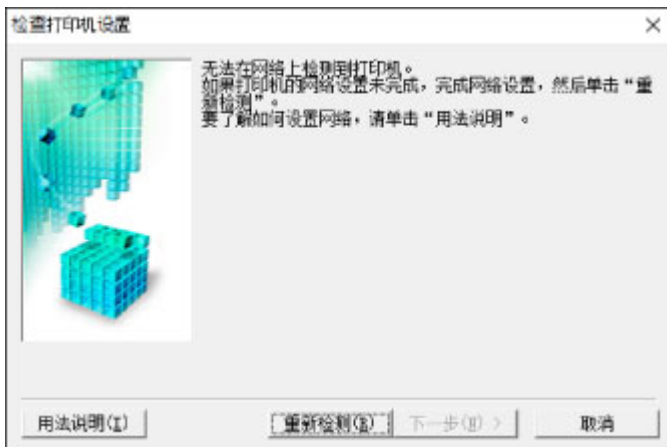 检查打印机设置
无法在网络上检测到打印机。
如果打印机的网络设置未完成，完成网络设置，然后单击“重
新检测”。
要了解如何设置网络，请单击“用法说明”。
用法说明(I) 重新检测(R) 下一步(N) > 取消